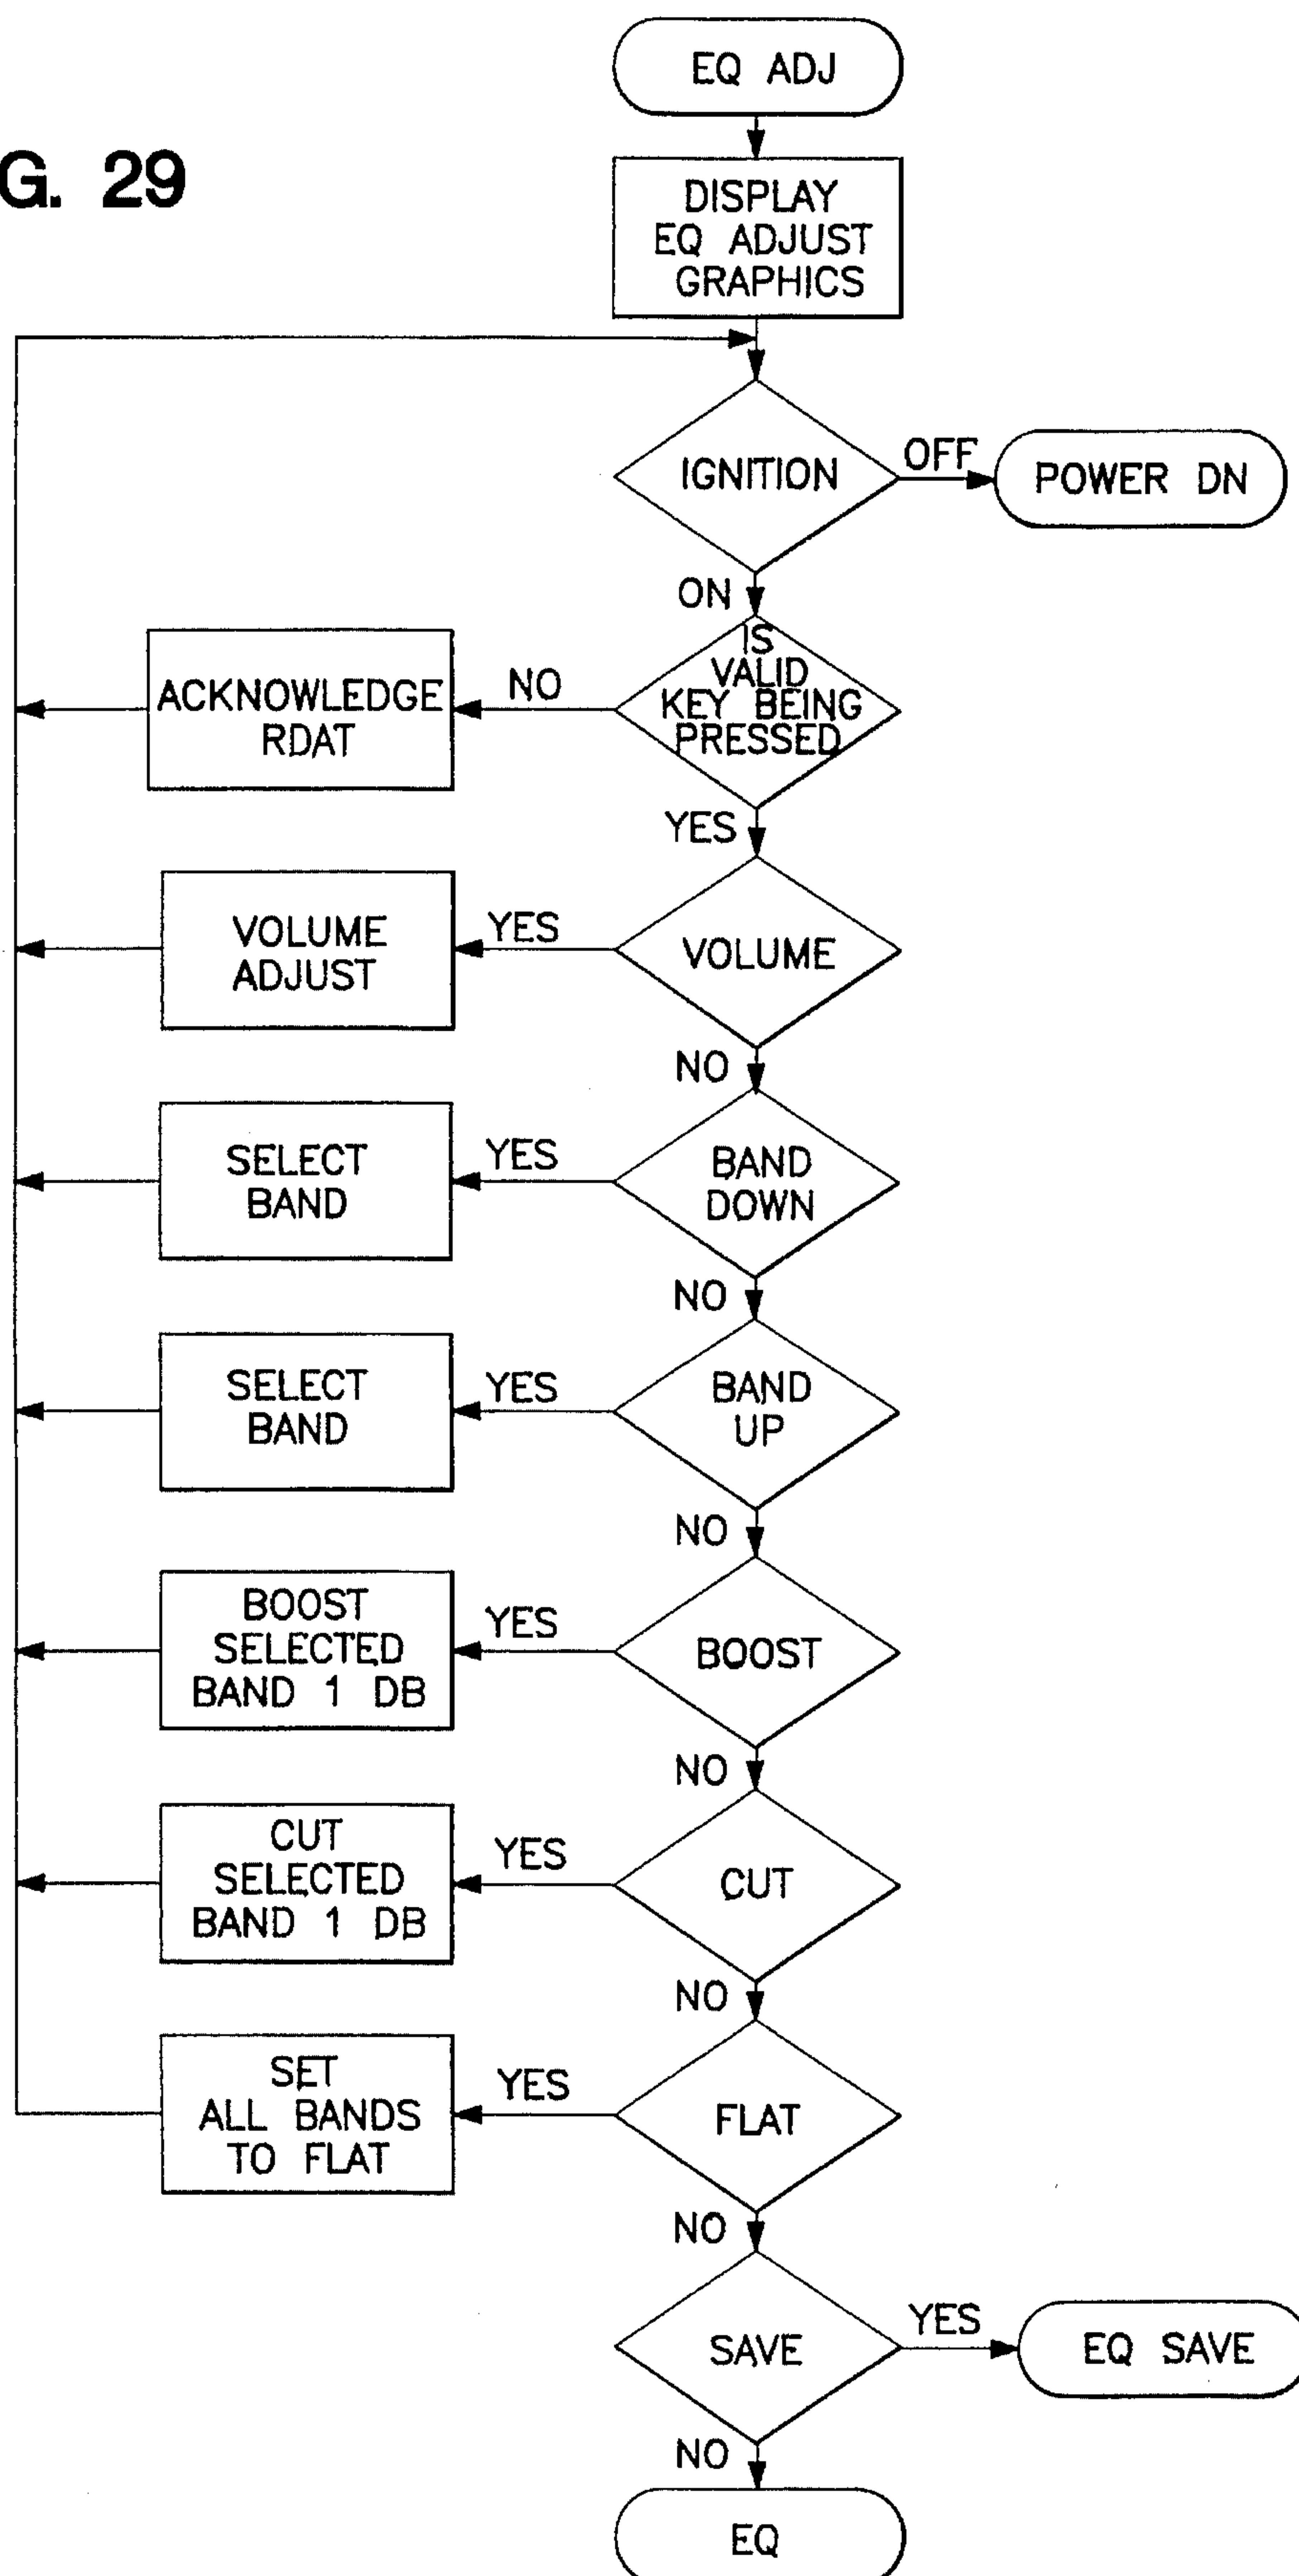 EQ ADJ
G. 29
DISPLAY
EQ ADJUST
GRAPHICS
IGNITION
OFF
POWER DN
ON
IS
VALID
KEY BEING
PRESSED
NO
ACKNOWLEDGE
RDAT
YES
VOLUME
YES
VOLUME
ADJUST
NO
BAND
DOWN
YES
SELECT
BAND
NO
BAND
UP
YES
SELECT
BAND
NO
BOOST
YES
BOOST
SELECTED
BAND 1 DB
NO
CUT
YES
CUT
SELECTED
BAND 1 DB
NO
FLAT
YES
SET
ALL BANDS
TO FLAT
NO
SAVE
YES
EQ SAVE
NO
EQ